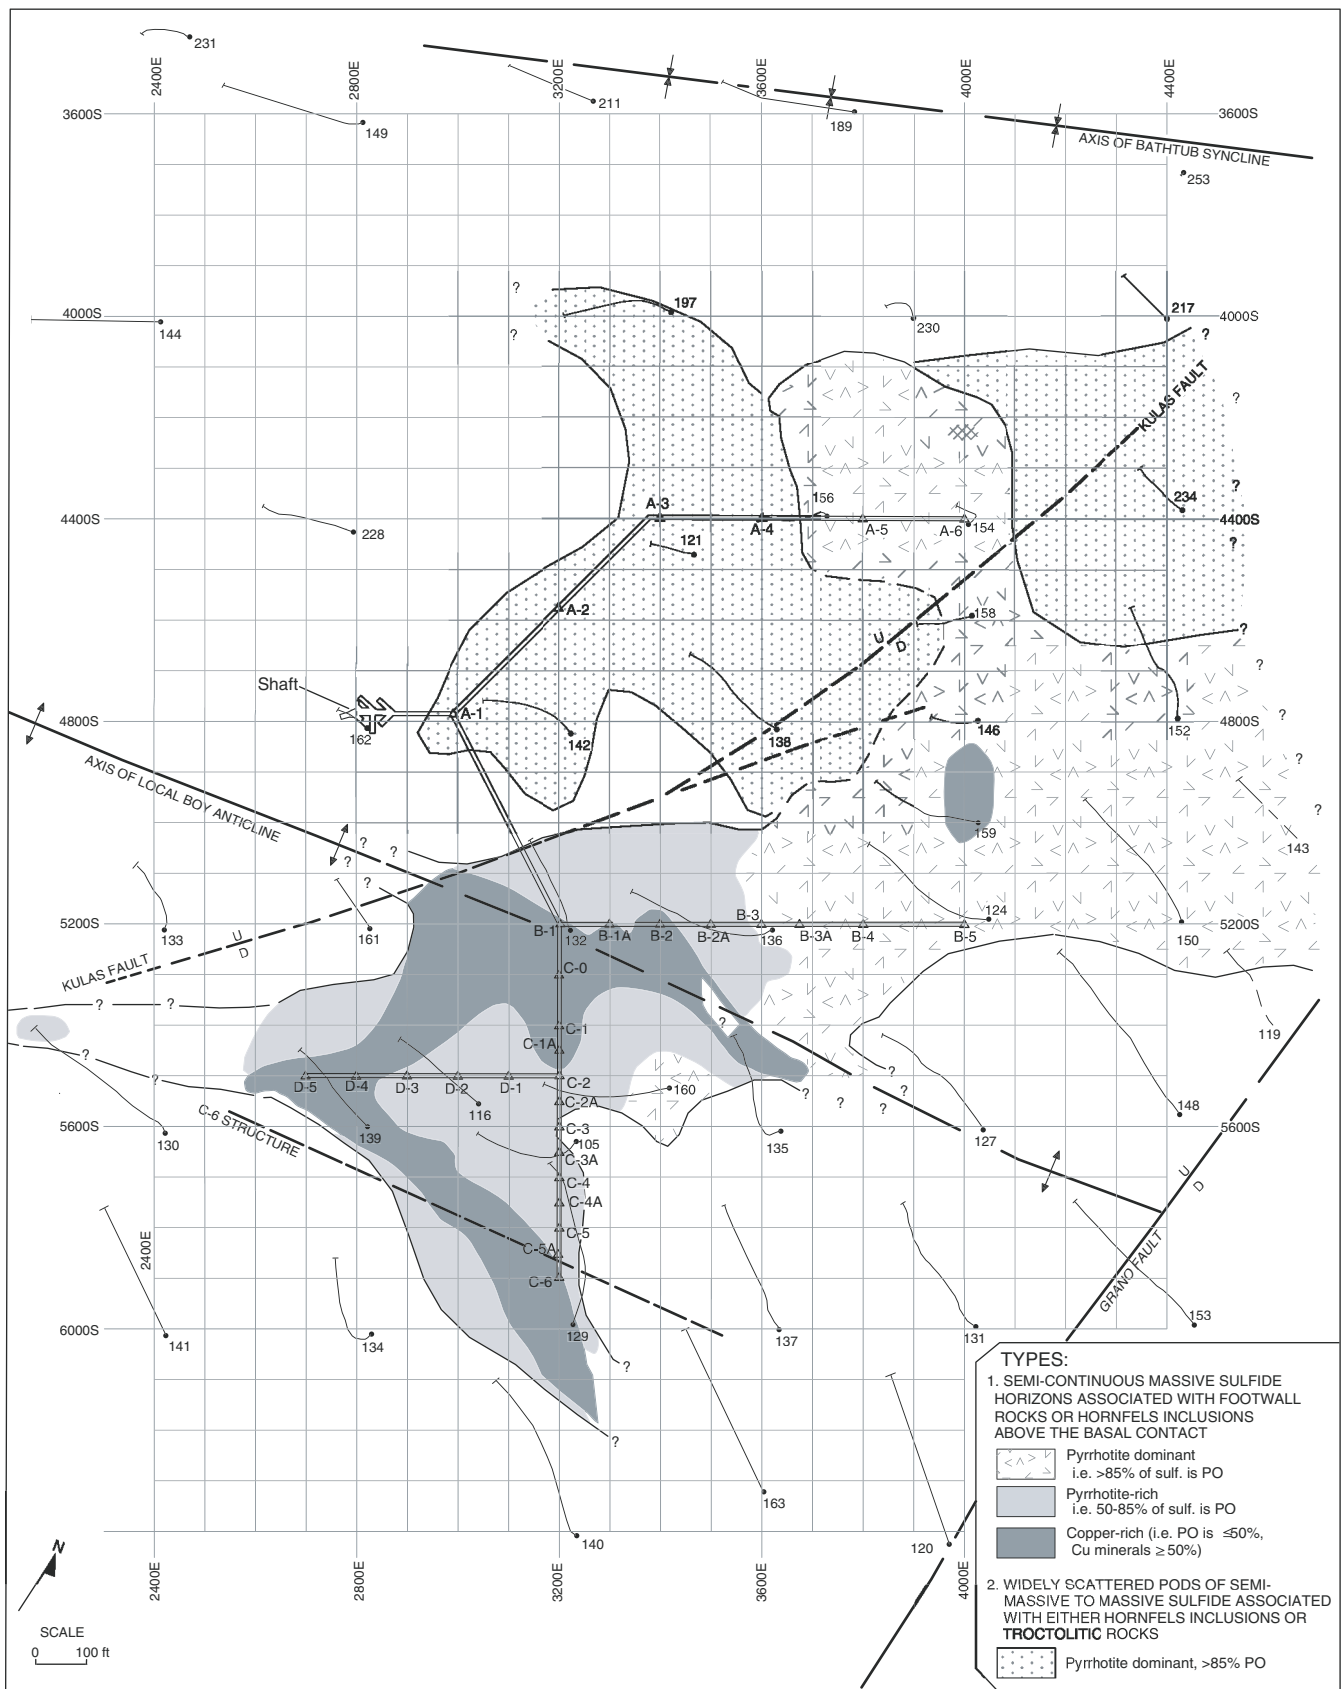 231
2400E
2800E
3200E
3600E
4000E
4400E
211
149
189
3600S
3600S
AXIS OF BATHTUB SYNCLINE
253
?
197
217
4000S
4000S
144
230
?
?
KULAS FAULT
?
A-3
156
?
234
4400S
A-4
A-5
A-6
154
4400S
228
121
?
A-2
158
U
D
?
?
Shaft
A-1
?
4800S
4800S
162
142
138
146
152
?
AXIS OF LOCAL BOY ANTICLINE
?
?
?
?
159
143
?
124
B-3
5200S
5200S
133
161
B-1
132
B-1A
B-2
B-2A
136
B-3A
B-4
B-5
150
U
D
KULAS FAULT
C-0
?
?
?
C-1
119
C-1A
?
?
?
D-5
D-4
D-3
D-2
D-1
C-2
160
?
?
?
C-2A
116
148
C-6 STRUCTURE
C-3
5600S
130
139
105
135
127
C-3A
C-4
U
D
C-4A
2400E
C-5
C-5A
C-6
GRANO FAULT
6000S
141
134
129
137
131
153
?
?
163
140
120
2400E
2800E
3200E
3600E
4000E
N
SCALE
0 100 ft
TYPES:
1. SEMI-CONTINUOUS MASSIVE SULFIDE
HORIZONS ASSOCIATED WITH FOOTWALL
ROCKS OR HORNFELS INCLUSIONS
ABOVE THE BASAL CONTACT
Pyrrhotite dominant
i.e. >85% of sulf. is PO
Pyrrhotite-rich
i.e. 50-85% of sulf. is PO
Copper-rich (i.e. PO is ≤50%,
Cu minerals ≥ 50%)
2. WIDELY SCATTERED PODS OF SEMI-
MASSIVE TO MASSIVE SULFIDE ASSOCIATED
WITH EITHER HORNFELS INCLUSIONS OR
TROCTOLITIC ROCKS
Pyrrhotite dominant, >85% PO